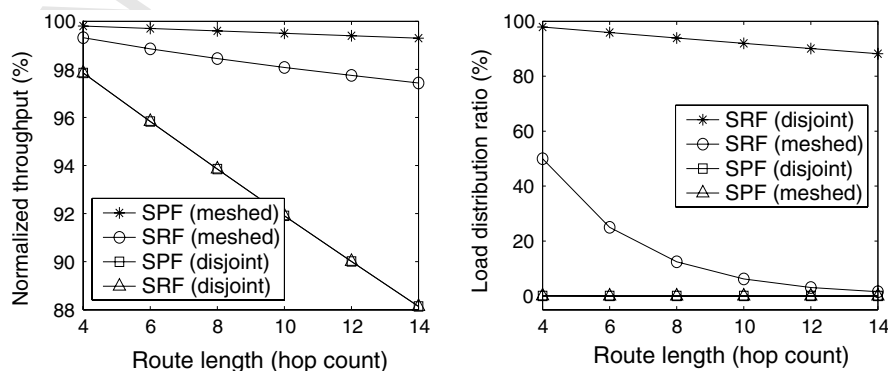 100
98
96
94
92
90
88
Normalized throughput (%)
SPF (meshed)
SRF (meshed)
SPF (disjoint)
SRF (disjoint)
4 6 8 10 12 14
Route length (hop count)
100
80
60
40
20
0
Load distribution ratio (%)
SRF (disjoint)
SRF (meshed)
SPF (disjoint)
SPF (meshed)
4 6 8 10 12 14
Route length (hop count)